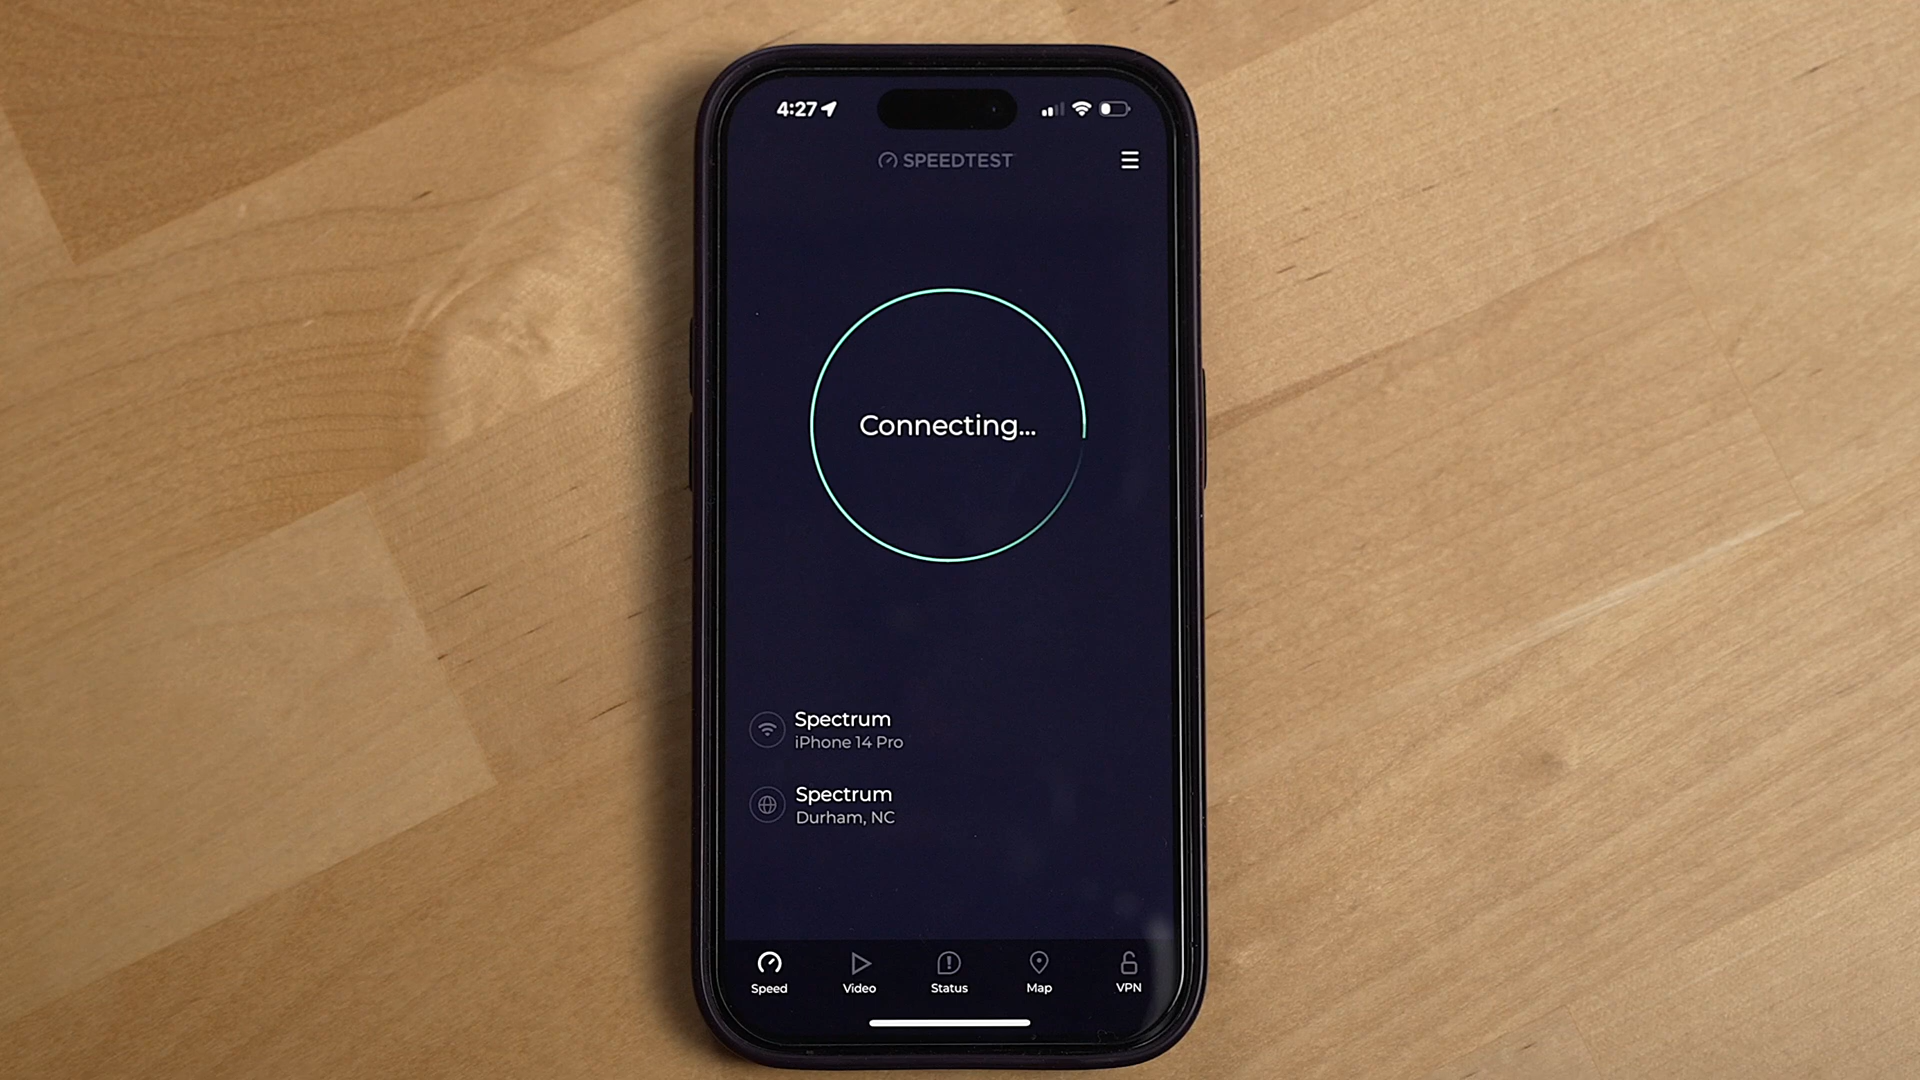 4:27
SPEEDTEST
Connecting...
Spectrum
iPhone 14 Pro
Spectrum
Durham, NC
Speed Video Status Map VPN